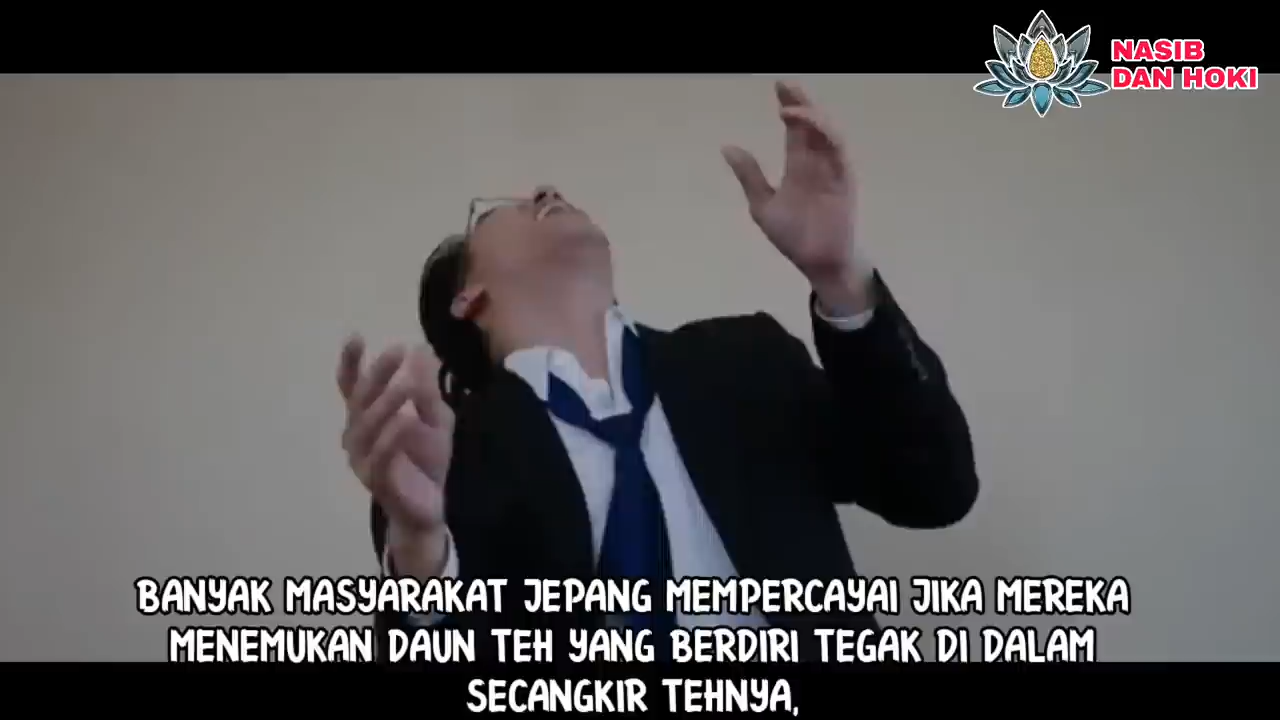 NASIB
DAN HOKI
BANYAK MASYARAKAT JEPANG MEMPERCAYAI JIKA MEREKA
MENEMUKAN DAUN TEH YANG BERDIRI TEGAK DI DALAM
SECANGKIR TEHNYA,